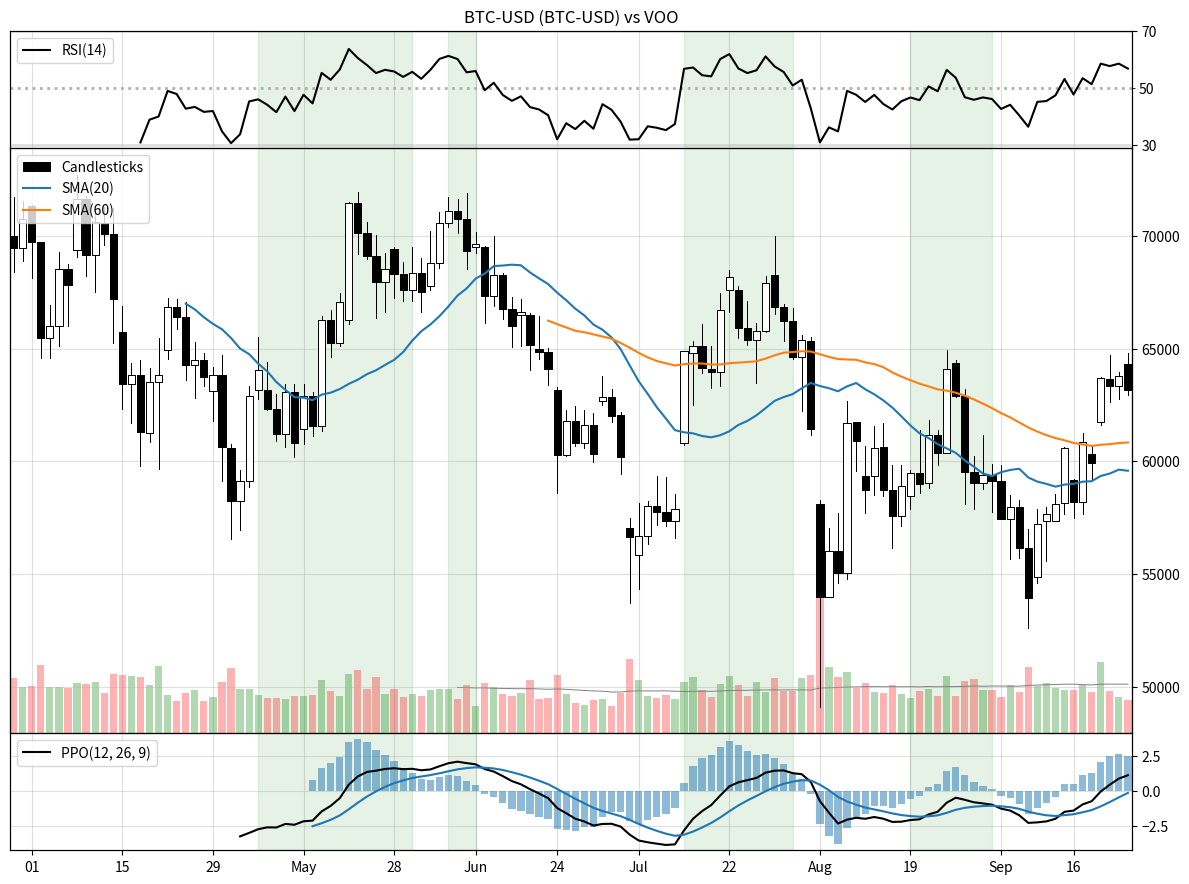 BTC-USD (BTC-USD) vs VOO
RSI(14)
70
50
30
Candlesticks
SMA(20)
SMA(60)
70000
65000
60000
55000
50000
PPO(12, 26, 9)
2.5
0.0
−2.5
01 15 29 May 28 Jun 24 Jul 22 Aug 19 Sep 16